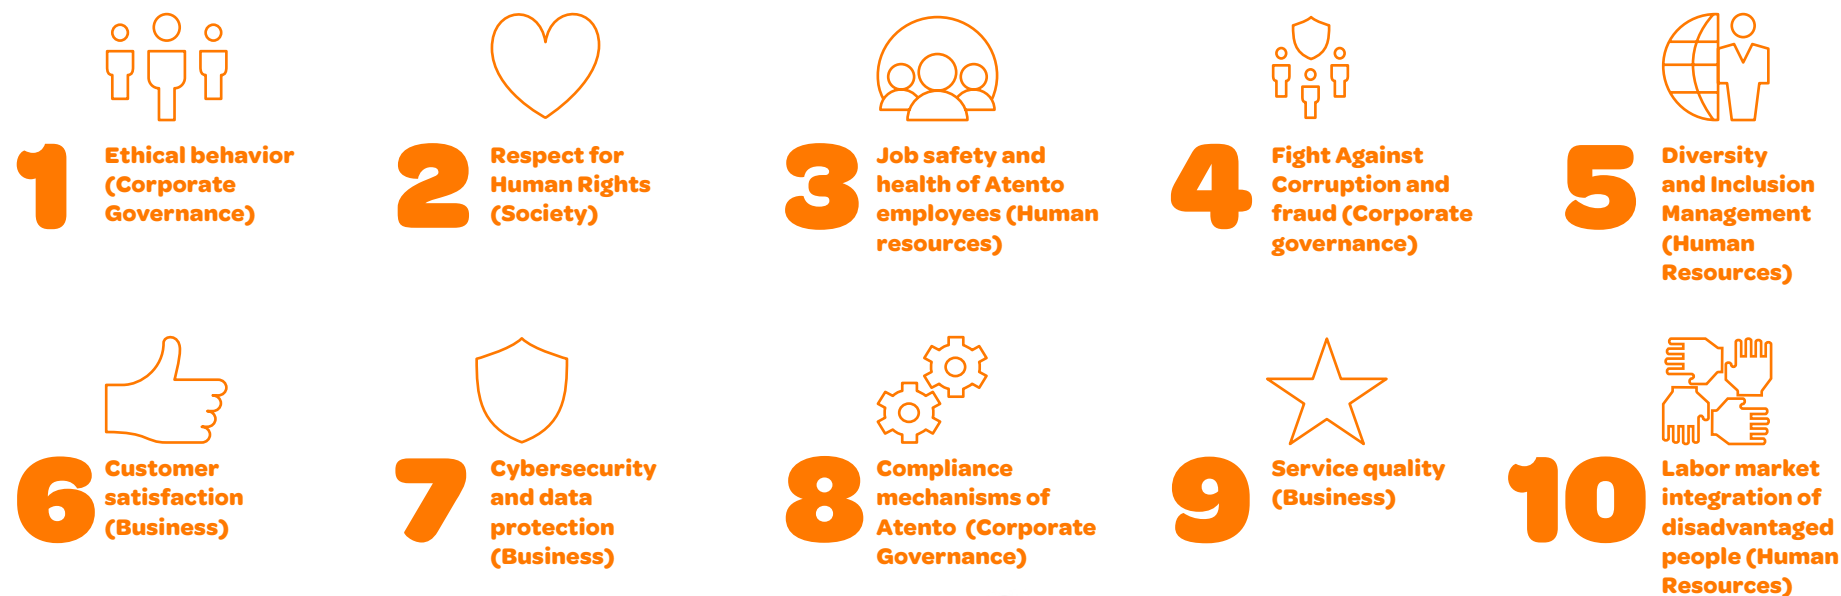 1
Ethical behavior
(Corporate
Governance)
2
Respect for
Human Rights
(Society)
3
Job safety and
health of Atento
employees (Human
resources)
4
Fight Against
Corruption and
fraud (Corporate
governance)
5
Diversity
and Inclusion
Management
(Human
Resources)
6
Customer
satisfaction
(Business)
7
Cybersecurity
and data
protection
(Business)
8
Compliance
mechanisms of
Atento (Corporate
Governance)
9
Service quality
(Business)
10
Labor market
integration of
disadvantaged
people (Human
Resources)